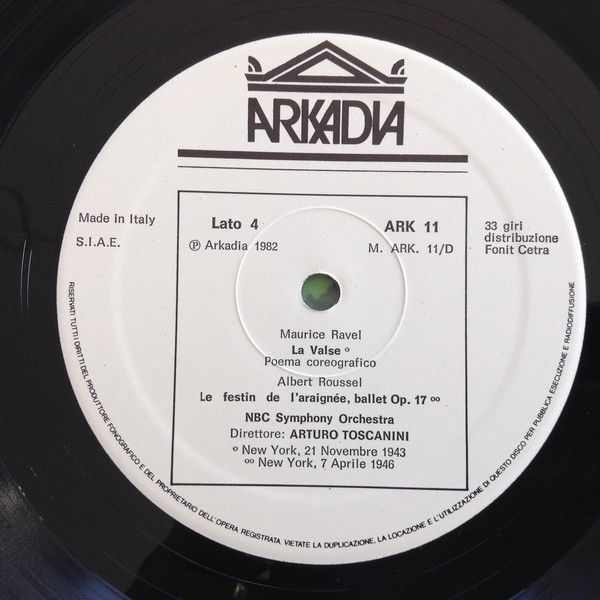 ARKADIA
Made in Italy
S.I.A.E.
Lato 4
ARK 11
℗ Arkadia 1982
M. ARK. 11/D
33 giri
distribuzione
Fonit Cetra
Maurice Ravel
La Valse º
Poema coreografico
Albert Roussel
Le festin de l'araignée, ballet Op. 17 ºº
NBC Symphony Orchestra
Direttore: ARTURO TOSCANINI
º New York, 21 Novembre 1943
ºº New York, 7 Aprile 1946
RISERVATI TUTTI I DIRITTI DEL PRODUTTORE FONOGRAFICO E DEL PROPRIETARIO DELL'OPERA REGISTRATA. VIETATE LA DUPLICAZIONE, LA LOCAZIONE E L'UTILIZZAZIONE DI QUESTO DISCO PER PUBBLICA ESECUZIONE E RADIODIFFUSIONE